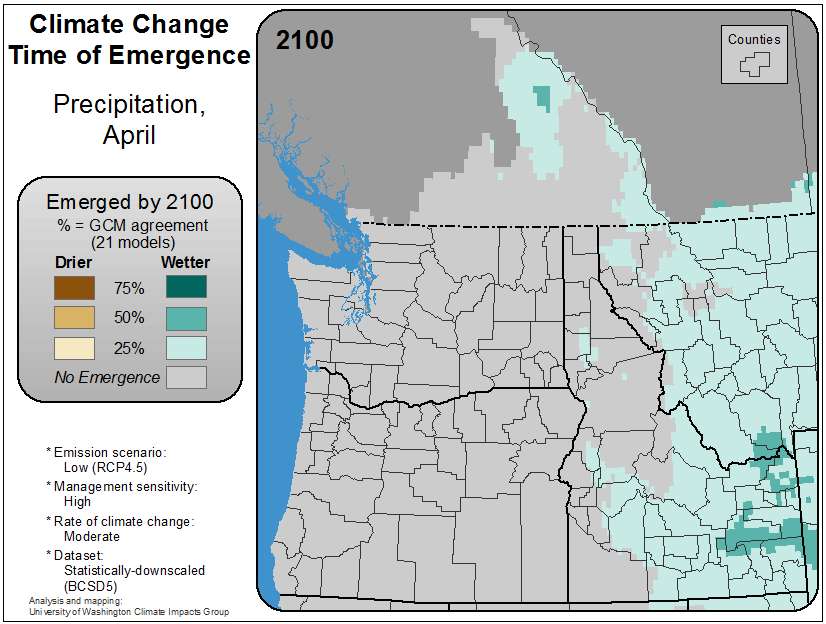 Climate Change
Time of Emergence
Precipitation,
April
Emerged by 2100
% = GCM agreement
(21 models)
Drier Wetter
75%
50%
25%
No Emergence
* Emission scenario:
Low (RCP4.5)
* Management sensitivity:
High
* Rate of climate change:
Moderate
* Dataset:
Statistically-downscaled
(BCSD5)
Analysis and mapping:
University of Washington Climate Impacts Group
2100
Counties